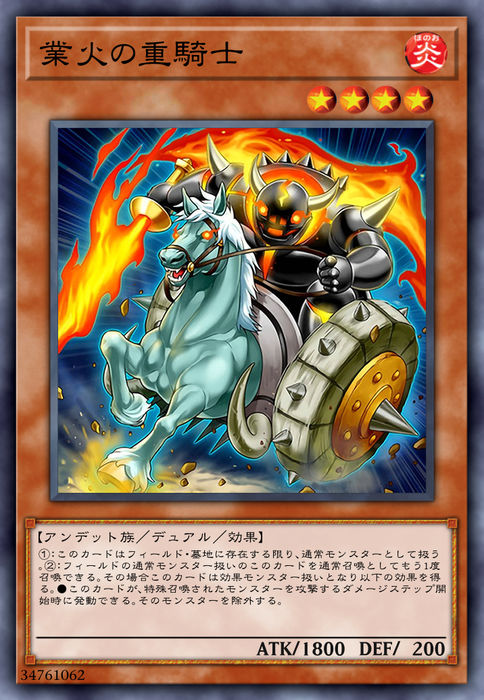 業火の重騎士
ほのお
炎
【アンデット族／デュアル／効果】
①:このカードはフィールド・墓地に存在する限り、通常モンスターとして扱う
。②:フィールドの通常モンスター扱いのこのカードを通常召喚としてもう1度
召喚できる。その場合このカードは効果モンスター扱いとなり以下の効果を得
る。●このカードが、特殊召喚されたモンスターを攻撃するダメージステップ開
始時に発動できる。そのモンスターを除外する。
ATK/1800 DEF/ 200
34761062